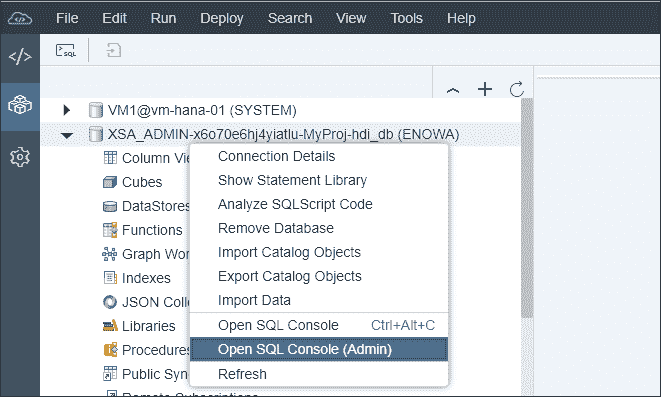 File Edit Run Deploy Search View Tools Help
SQL
VM1@vm-hana-01 (SYSTEM)
XSA_ADMIN-x6o70e6hj4yiatlu-MyProj-hdi_db (ENOWA)
Column Vie
Connection Details
Cubes
Show Statement Library
DataStores
Analyze SQLScript Code
Functions
Remove Database
Graph Wor
Import Catalog Objects
Indexes
Export Catalog Objects
JSON Colle
Import Data
Libraries
Open SQL Console Ctrl+Alt+C
Procedures
Open SQL Console (Admin)
Public Syn
Refresh